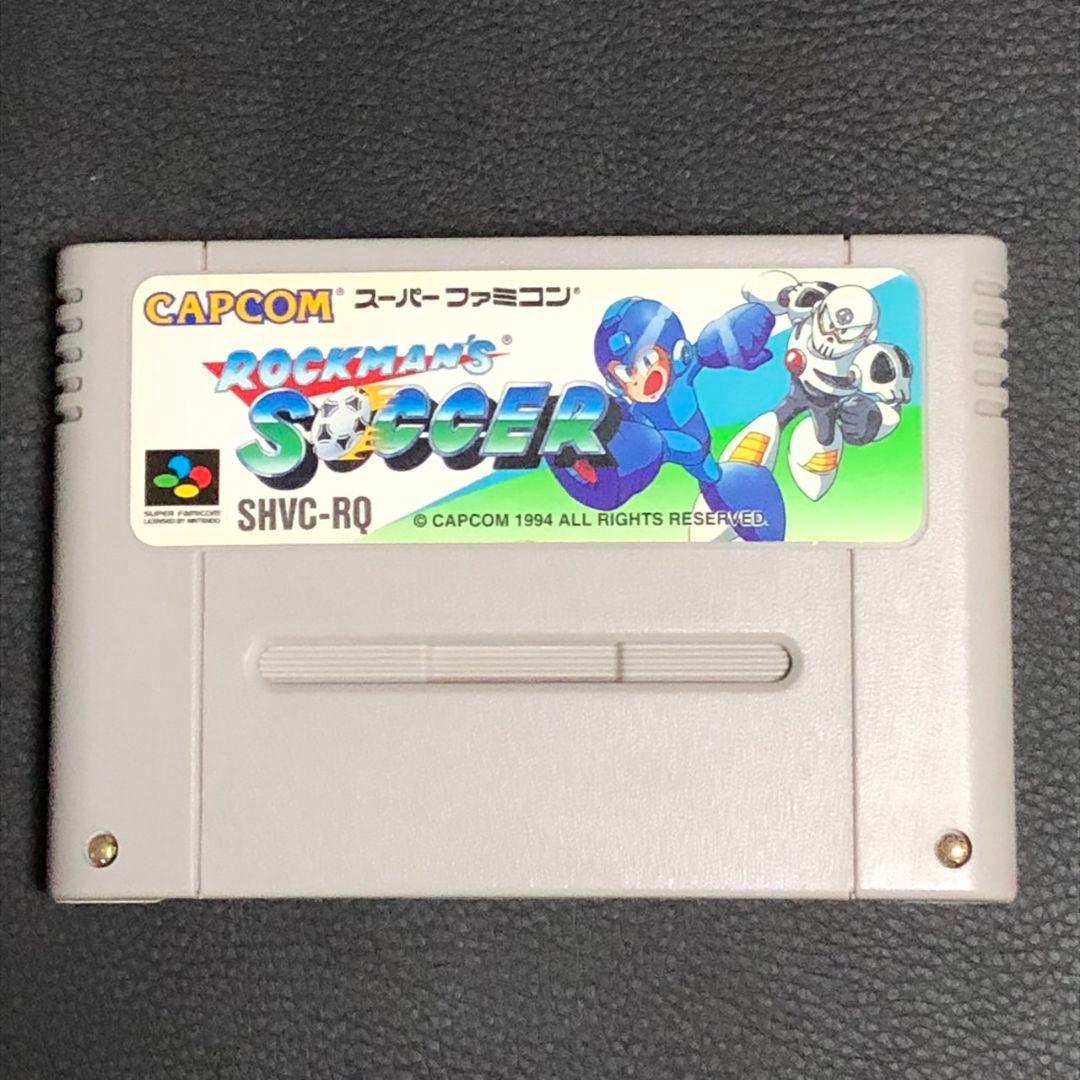 CAPCOM® スーパーファミコン®
ROCKMAN'S®
SOCCER
SUPER FAMICOM
LICENSED BY NINTENDO
SHVC-RQ
© CAPCOM 1994 ALL RIGHTS RESERVED.